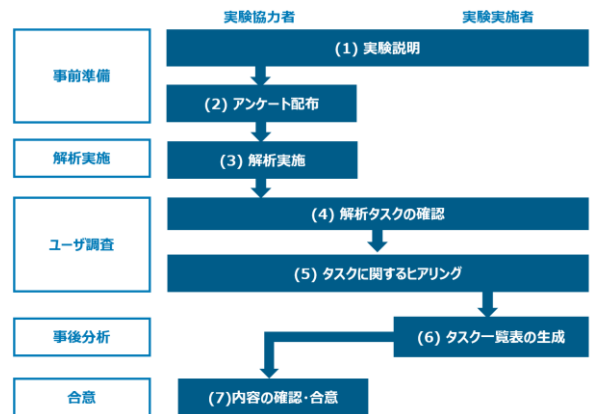 実験協力者
実験実施者
事前準備
(1) 実験説明
(2) アンケート配布
解析実施
(3) 解析実施
ユーザ調査
(4) 解析タスクの確認
(5) タスクに関するヒアリング
事後分析
(6) タスク一覧表の生成
合意
(7)内容の確認・合意